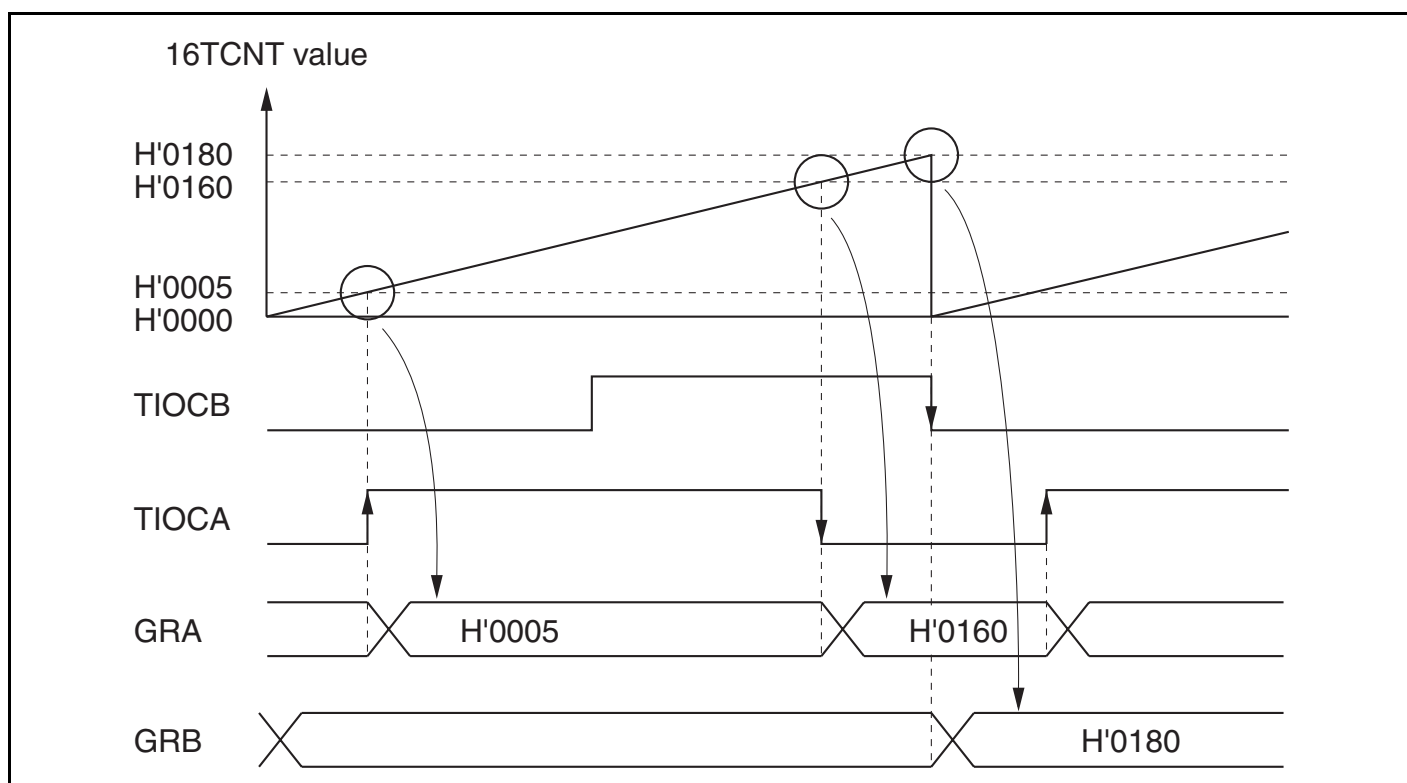 16TCNT value
H'0180
H'0160
H'0005
H'0000
TIOCB
TIOCA
GRA
H'0005
H'0160
GRB
H'0180